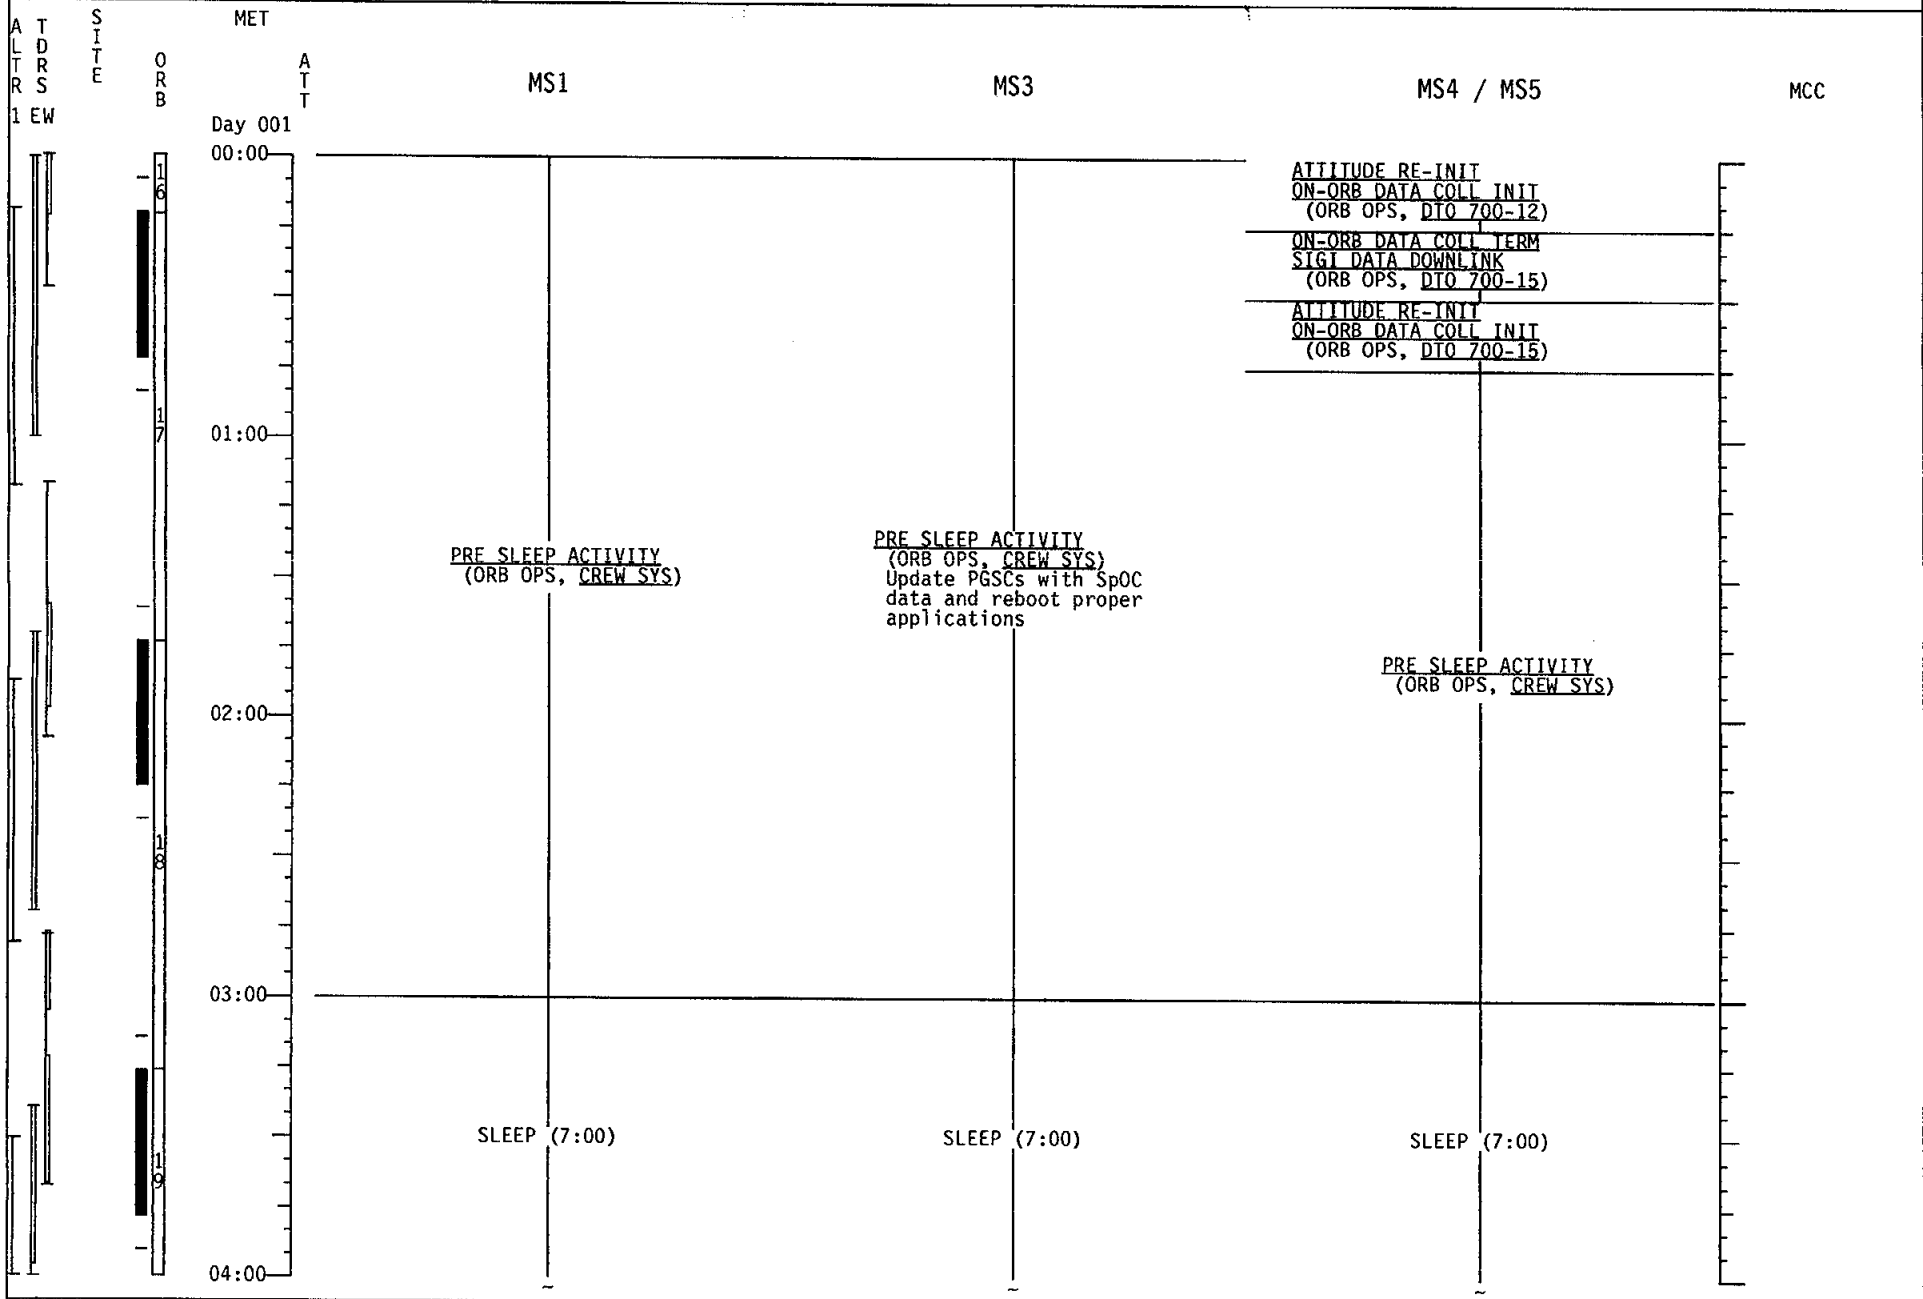 ALTR 1
TDRS EW
SITE
ORB
MET
ATT
MS1
MS3
MS4 / MS5
MCC
Day 001
00:00
01:00
02:00
03:00
04:00
16
17
18
19
PRE SLEEP ACTIVITY
(ORB OPS, CREW SYS)
SLEEP (7:00)
PRE SLEEP ACTIVITY
(ORB OPS, CREW SYS)
Update PGSCs with SpOC
data and reboot proper
applications
SLEEP (7:00)
ATTITUDE RE-INIT
ON-ORB DATA COLL INIT
(ORB OPS, DTO 700-12)
ON-ORB DATA COLL TERM
SIGI DATA DOWNLINK
(ORB OPS, DTO 700-15)
ATTITUDE RE-INIT
ON-ORB DATA COLL INIT
(ORB OPS, DTO 700-15)
PRE SLEEP ACTIVITY
(ORB OPS, CREW SYS)
SLEEP (7:00)